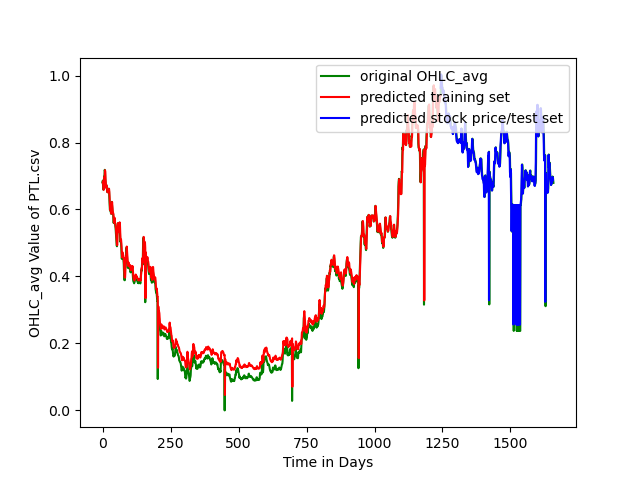 original OHLC_avg
predicted training set
predicted stock price/test set
1.0
0.8
0.6
0.4
0.2
0.0
OHLC_avg Value of PTL.csv
0 250 500 750 1000 1250 1500
Time in Days